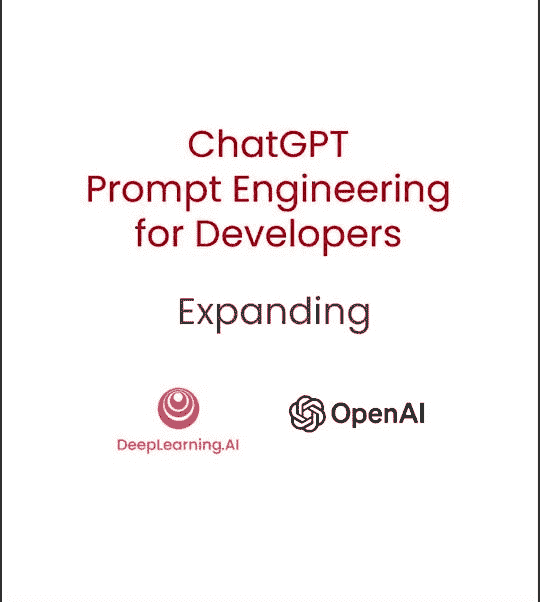 ChatGPT
Prompt Engineering
for Developers
Expanding
DeepLearning.AI
OpenAI